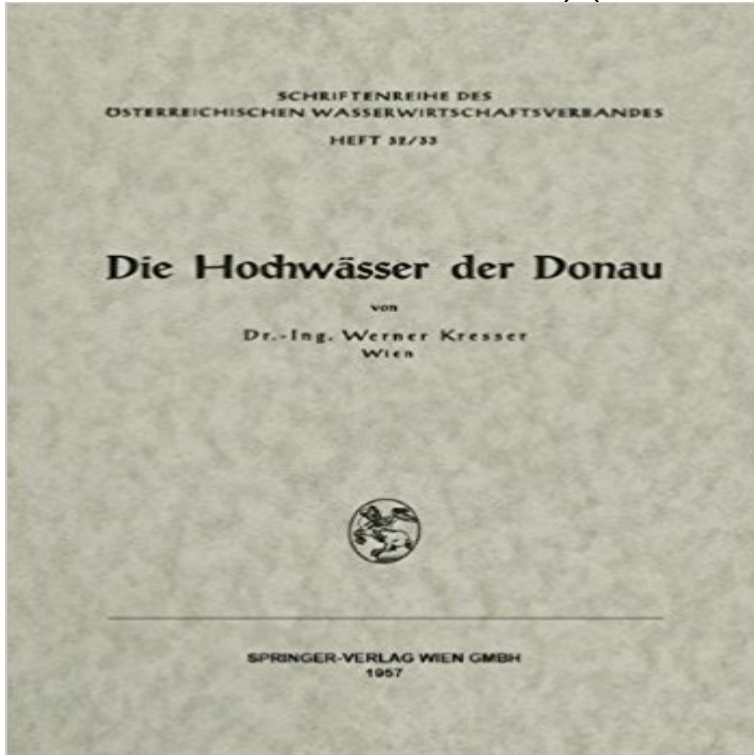 SCHRIFTENREIHE DES
ÖSTERREICHISCHEN WASSERWIRTSCHAFTSVERBANDES
HEFT 32/33
Die Hochwässer der Donau
von
Dr.-Ing. Werner Kresser
Wien
SPRINGER-VERLAG WIEN GMBH
1957